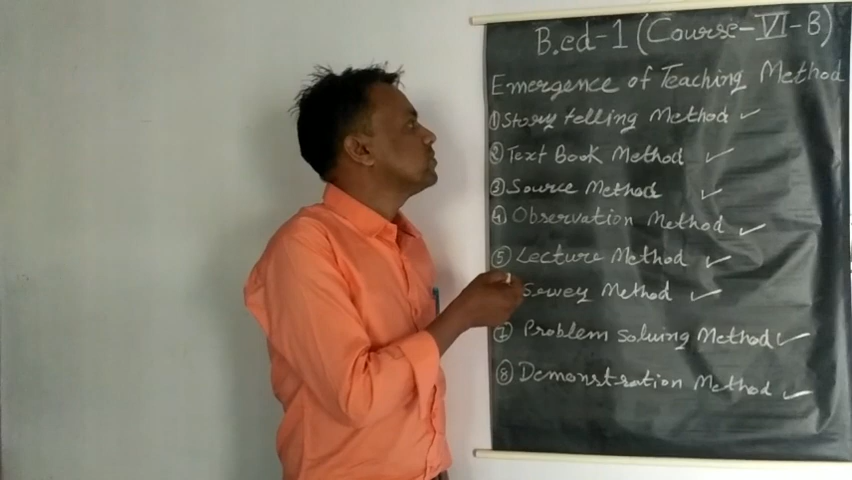 B.ed-1 (Course-VI-B)
Emergence of Teaching Method
① Story telling Method ✓
② Text Book Method ✓
③ Source Method ✓
④ Observation Method ✓
⑤ Lecture Method ✓
Servey Method ✓
⑦ Problem Solving Method ✓
⑧ Demonstration Method ✓